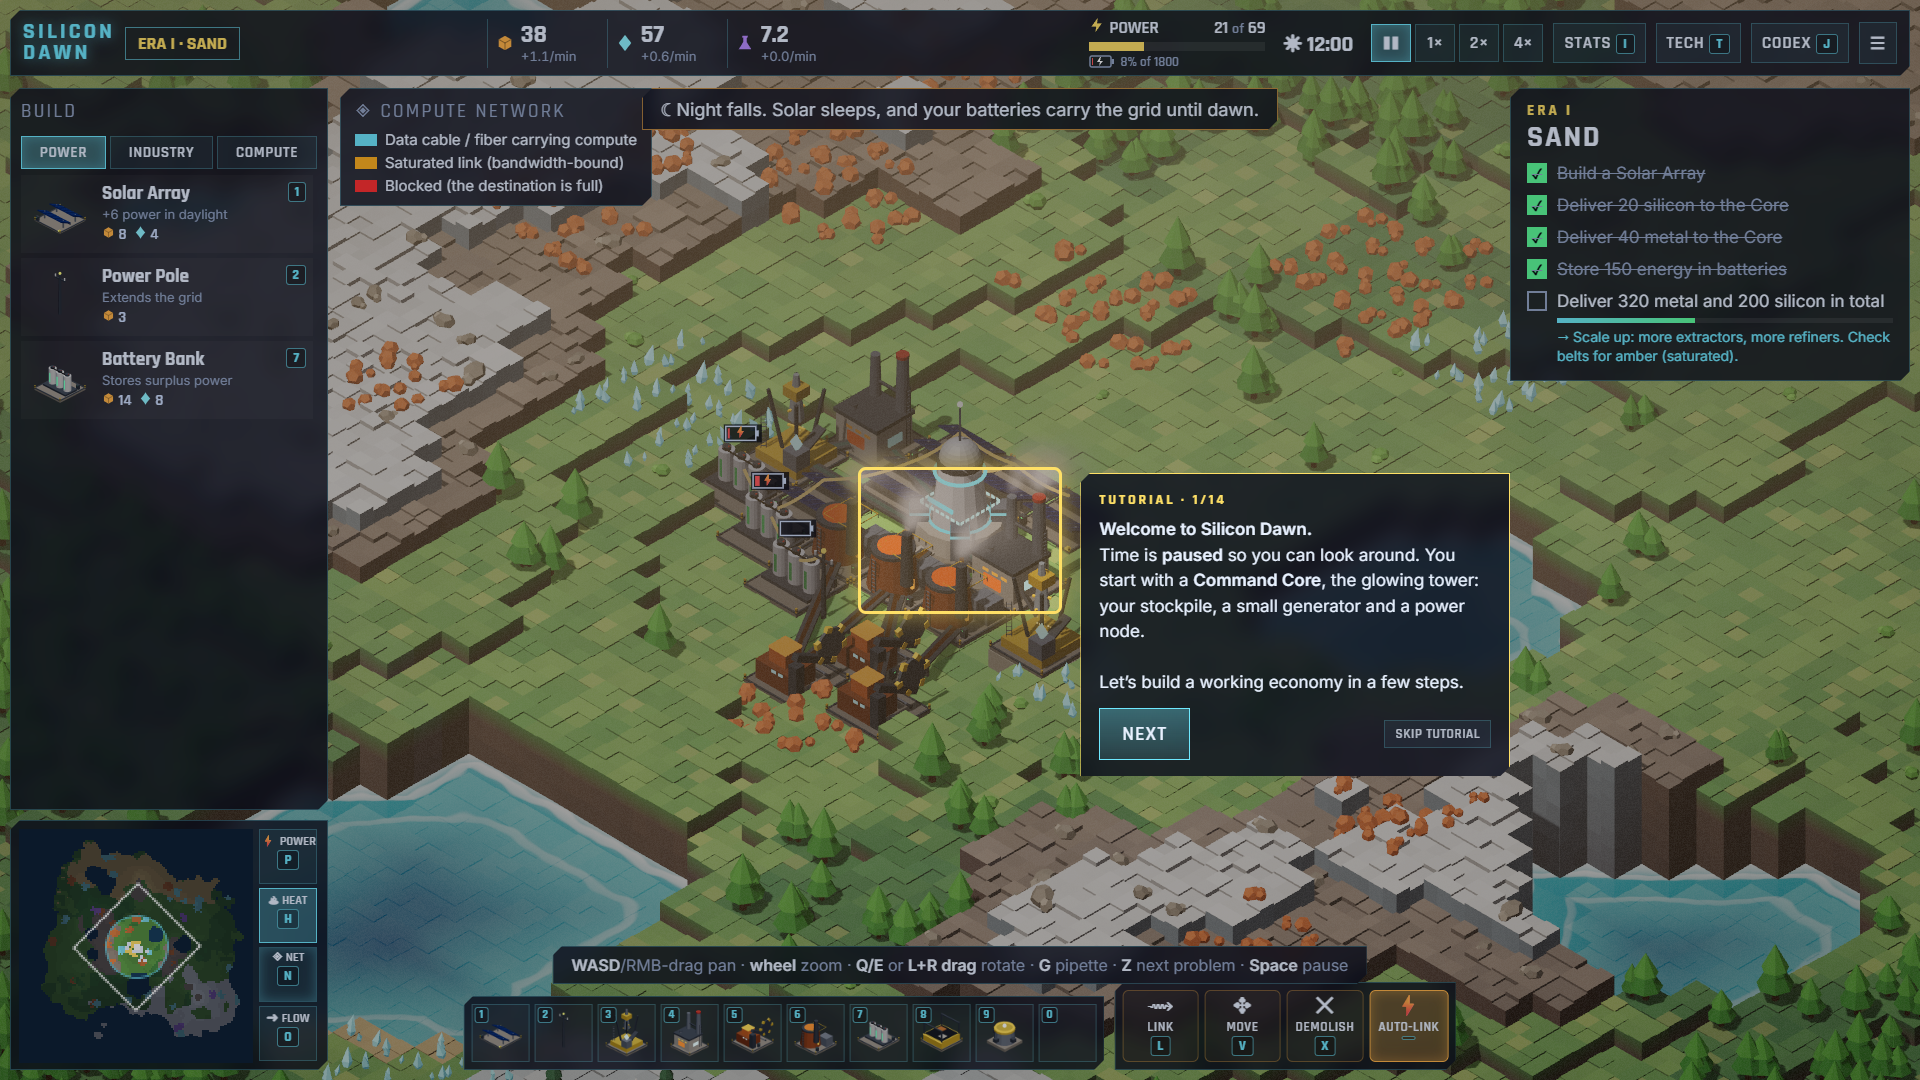 SILICON
DAWN
ERA I · SAND
38
+1.1/min
57
+0.6/min
7.2
+0.0/min
POWER
21 of 69
8% of 1800
12:00
1×
2×
4×
STATS I
TECH T
CODEX J
BUILD
POWER
INDUSTRY
COMPUTE
Solar Array
1
+6 power in daylight
8 4
Power Pole
2
Extends the grid
3
Battery Bank
7
Stores surplus power
14 8
COMPUTE NETWORK
Data cable / fiber carrying compute
Saturated link (bandwidth-bound)
Blocked (the destination is full)
Night falls. Solar sleeps, and your batteries carry the grid until dawn.
ERA I
SAND
Build a Solar Array
Deliver 20 silicon to the Core
Deliver 40 metal to the Core
Store 150 energy in batteries
Deliver 320 metal and 200 silicon in total
→ Scale up: more extractors, more refiners. Check
belts for amber (saturated).
TUTORIAL · 1/14
Welcome to Silicon Dawn.
Time is paused so you can look around. You
start with a Command Core, the glowing tower:
your stockpile, a small generator and a power
node.
Let's build a working economy in a few steps.
NEXT
SKIP TUTORIAL
POWER
P
HEAT
H
NET
N
FLOW
O
WASD/RMB-drag pan · wheel zoom · Q/E or L+R drag rotate · G pipette · Z next problem · Space pause
1 2 3 4 5 6 7 8 9 0
LINK
L
MOVE
V
DEMOLISH
X
AUTO-LINK